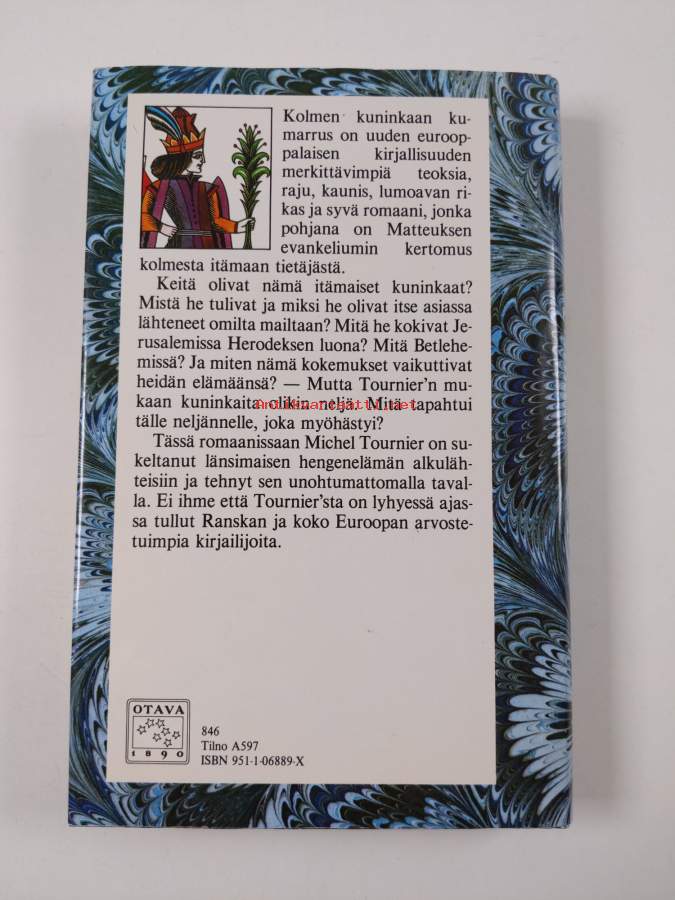 Kolmen kuninkaan ku-
marrus on uuden euroop-
palaisen kirjallisuuden
merkittävimpiä teoksia,
raju, kaunis, lumoavan ri-
kas ja syvä romaani, jonka
pohjana on Matteuksen
evankeliumin kertomus
kolmesta itämaan tietäjästä.
Keitä olivat nämä itämaiset kuninkaat?
Mistä he tulivat ja miksi he olivat itse asiassa
lähteneet omilta mailtaan? Mitä he kokivat Je-
rusalemissa Herodeksen luona? Mitä Betlehe-
missä? Ja miten nämä kokemukset vaikuttivat
heidän elämäänsä? — Mutta Tournier'n mu-
kaan kuninkaita olikin neljä. Mitä tapahtui
Antikvariaatti.net
tälle neljännelle, joka myöhästyi?
Tässä romaanissaan Michel Tournier on su-
keltanut länsimaisen hengenelämän alkuläh-
teisiin ja tehnyt sen unohtumattomalla taval-
la. Ei ihme että Tournier'sta on lyhyessä ajas-
sa tullut Ranskan ja koko Euroopan arvoste-
tuimpia kirjailijoita.
OTAVA
1890
846
Tilno A597
ISBN 951-1-06889-X